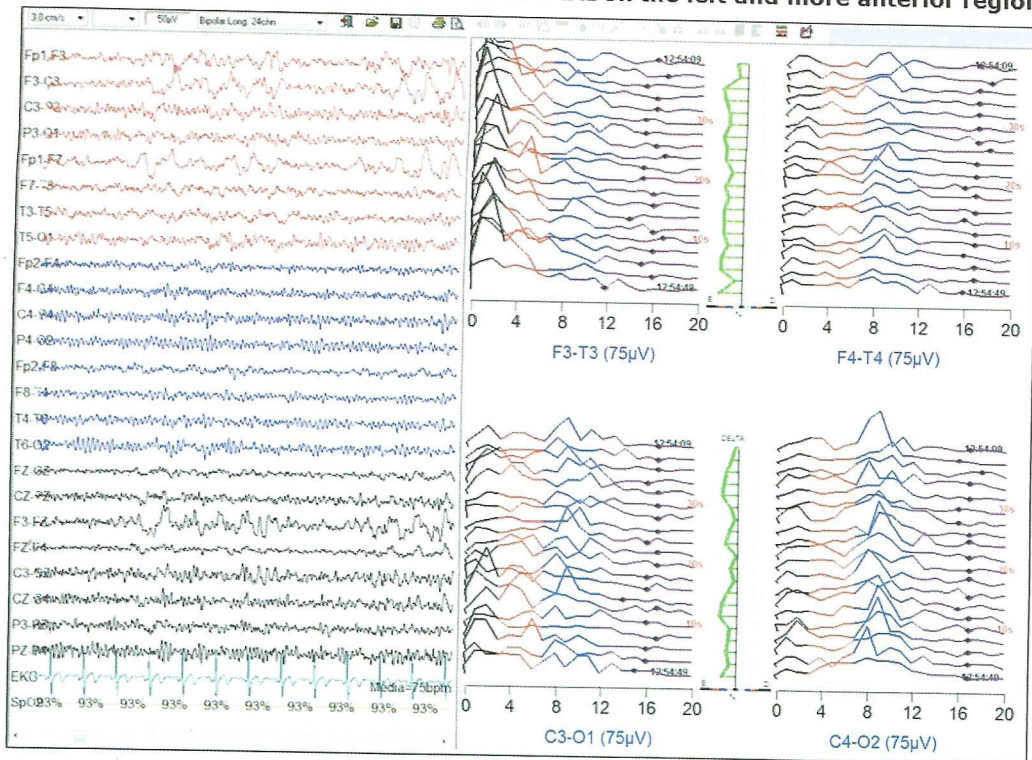 on the left and more anterior region
3.0 cm/s 50µV Bipolar Long. 24chn
Fp1-F3
F3-C3
C3-P3
P3-O1
Fp1-F7
F7-T3
T3-T5
T5-O1
Fp2-F4
F4-C4
C4-P4
P4-O2
Fp2-F8
F8-T4
T4-T6
T6-O2
FZ-CZ
CZ-PZ
F3-FZ
FZ-F4
C3-CZ
CZ-C4
P3-PZ
EKG
Media=75bpm
SpO2 93% 93% 93% 93% 93% 93% 93% 93% 93%
12:54:09
30s
20s
10s
12:54:49
0 4 8 12 16 20
F3-T3 (75µV)
12:54:09
30s
20s
10s
12:54:49
0 4 8 12 16 20
F4-T4 (75µV)
12:54:09
30s
20s
10s
12:54:49
0 4 8 12 16 20
C3-O1 (75µV)
DELTA
12:54:09
30s
20s
10s
12:54:49
0 4 8 12 16 20
C4-O2 (75µV)